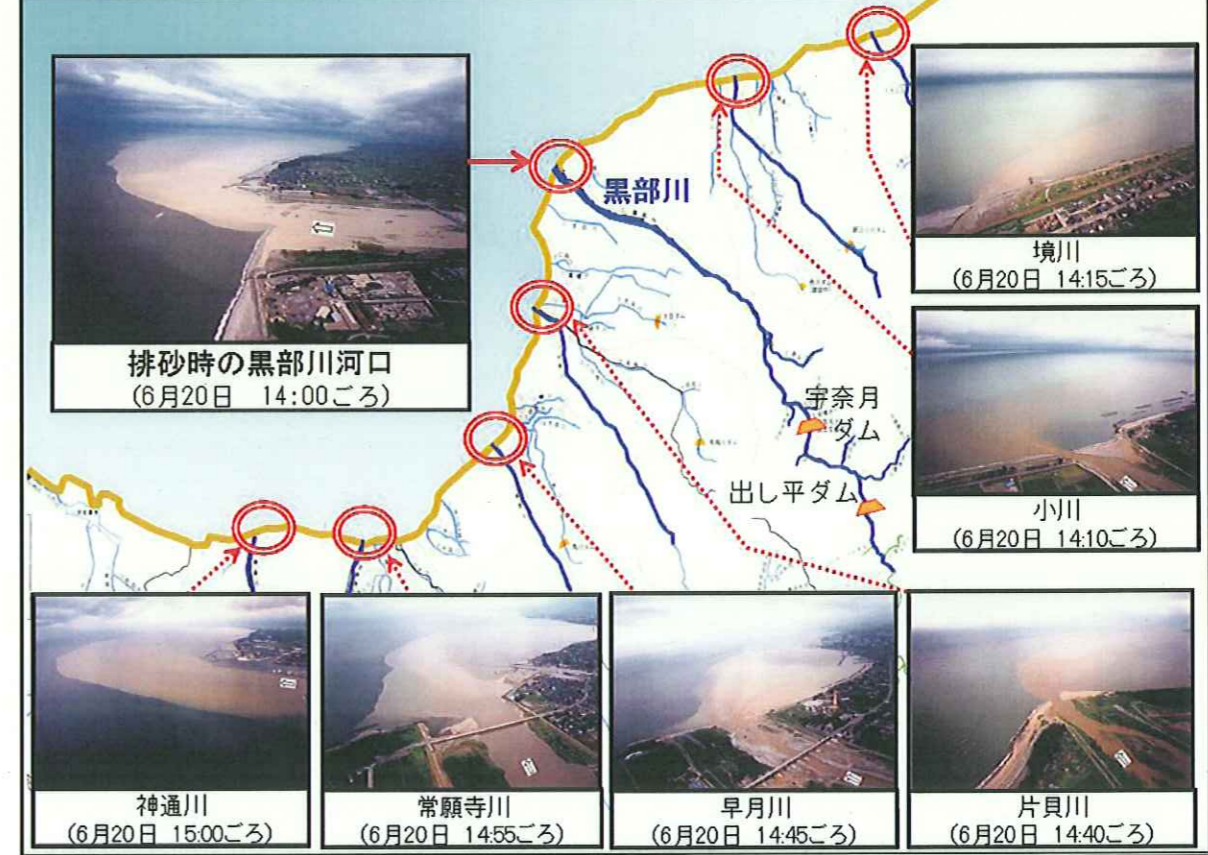 排砂時の黒部川河口
(6月20日 14:00ごろ)
黒部川
宇奈月
ダム
出し平ダム
境川
(6月20日 14:15ごろ)
小川
(6月20日 14:10ごろ)
神通川
(6月20日 15:00ごろ)
常願寺川
(6月20日 14:55ごろ)
早月川
(6月20日 14:45ごろ)
片貝川
(6月20日 14:40ごろ)